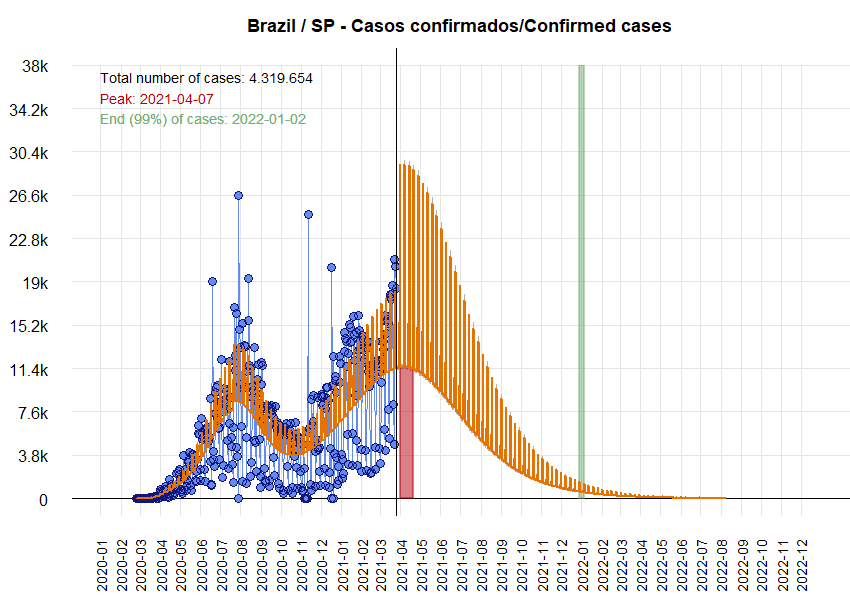 Brazil / SP - Casos confirmados/Confirmed cases
38k
Total number of cases: 4.319.654
Peak: 2021-04-07
34.2k
End (99%) of cases: 2022-01-02
30.4k
26.6k
22.8k
19k
15.2k
11.4k
7.6k
3.8k
0
2020-01
2020-02
2020-03
2020-04
2020-05
2020-06
2020-07
2020-08
2020-09
2020-10
2020-11
2020-12
2021-01
2021-02
2021-03
2021-04
2021-05
2021-06
2021-07
2021-08
2021-09
2021-10
2021-11
2021-12
2022-01
2022-02
2022-03
2022-04
2022-05
2022-06
2022-07
2022-08
2022-09
2022-10
2022-11
2022-12